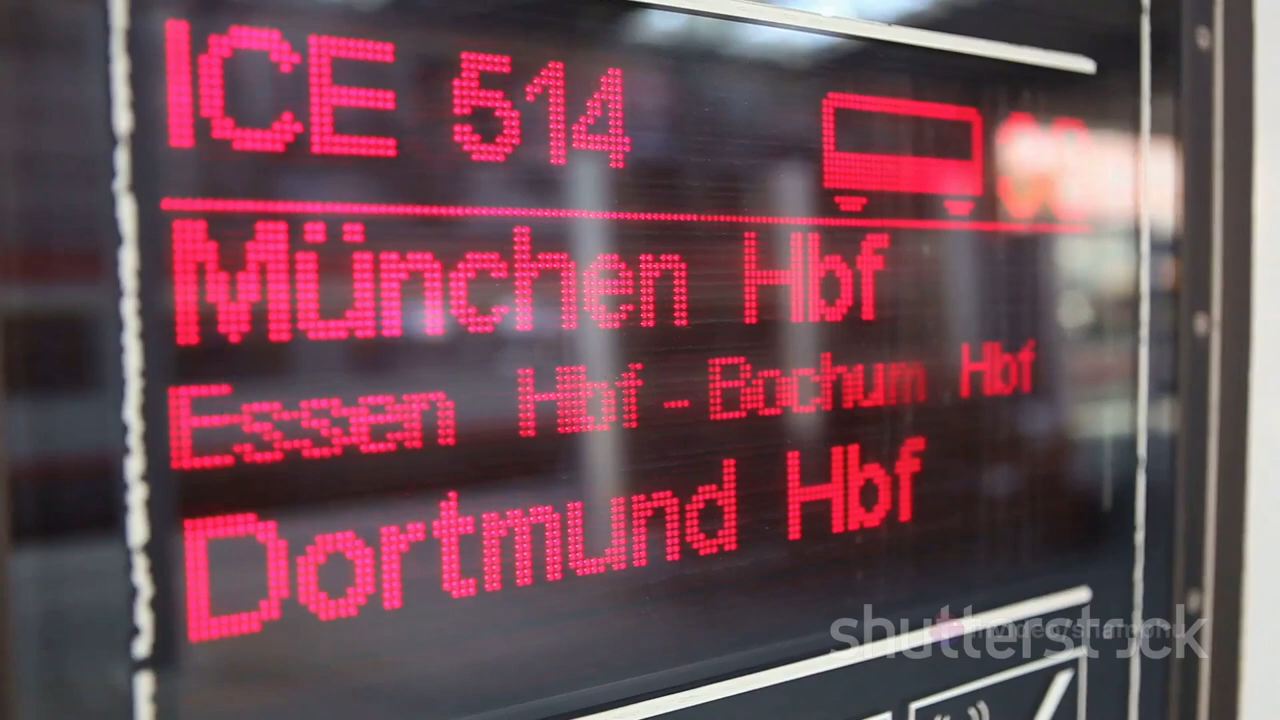 ICE 514
München Hbf
Essen Hbf - Bochum Hbf
Dortmund Hbf
shutterstock